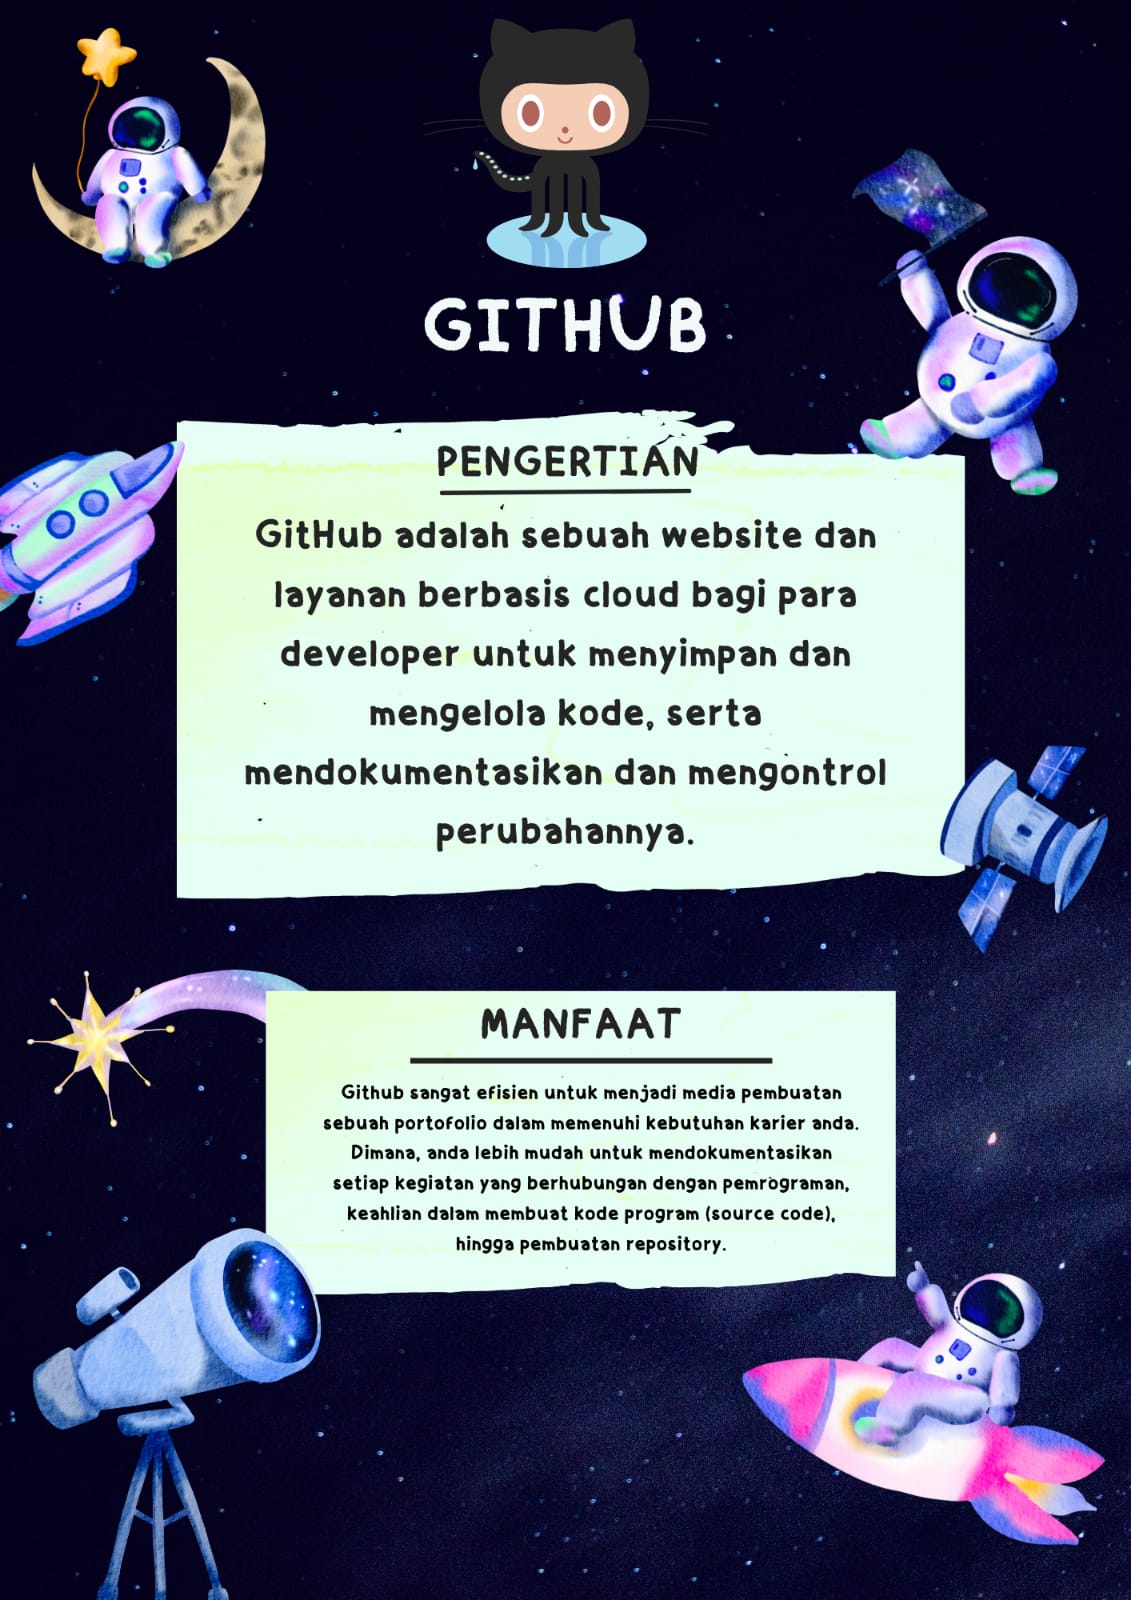 GITHUB
PENGERTIAN
GitHub adalah sebuah website dan
layanan berbasis cloud bagi para
developer untuk menyimpan dan
mengelola kode, serta
mendokumentasikan dan mengontrol
perubahannya.
MANFAAT
Github sangat efisien untuk menjadi media pembuatan
sebuah portofolio dalam memenuhi kebutuhan karier anda.
Dimana, anda lebih mudah untuk mendokumentasikan
setiap kegiatan yang berhubungan dengan pemrograman,
keahlian dalam membuat kode program (source code),
hingga pembuatan repository.